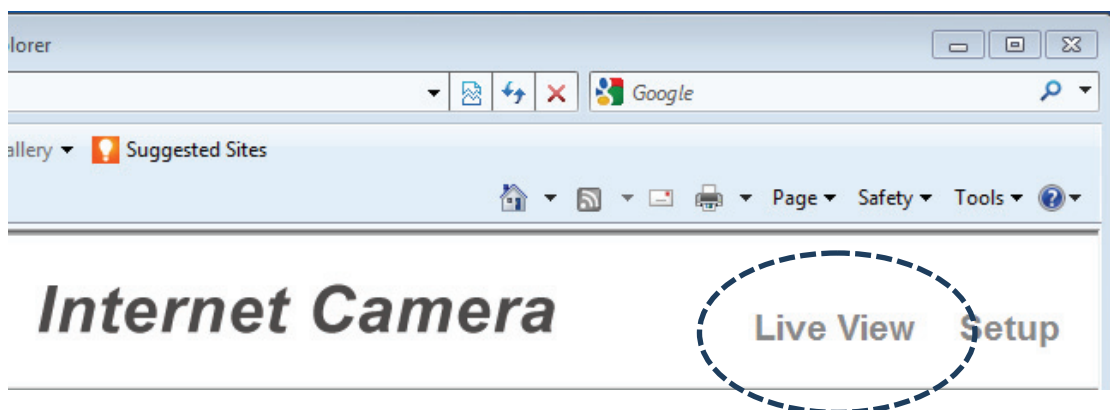 lorer
Google
allery Suggested Sites
Page Safety Tools
Internet Camera
Live View Setup